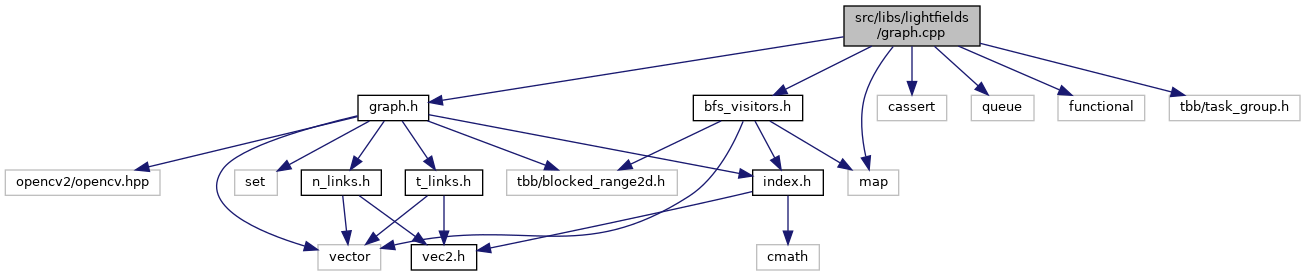 src/libs/lightfields
/graph.cpp
graph.h
bfs_visitors.h
cassert
queue
functional
tbb/task_group.h
opencv2/opencv.hpp
set
n_links.h
t_links.h
tbb/blocked_range2d.h
index.h
map
vector
vec2.h
cmath